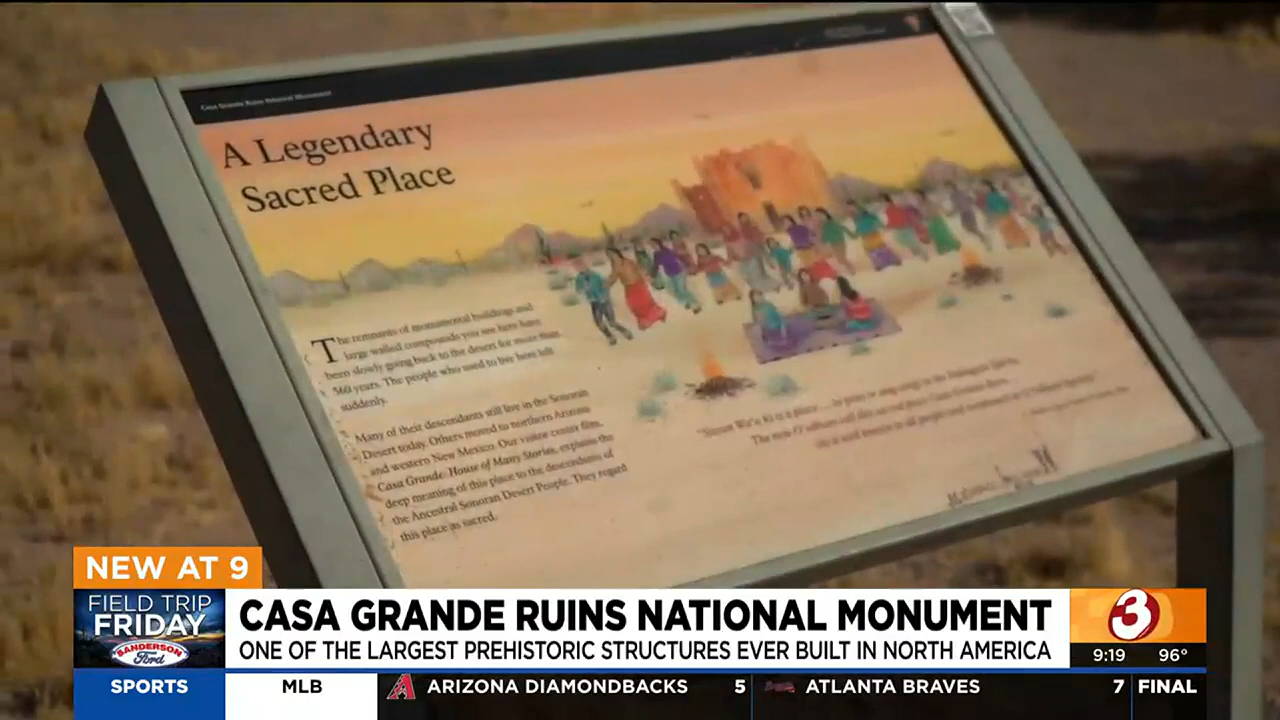 Casa Grande Ruins National Monument
A Legendary
Sacred Place
The remnants of monumental buildings and
large walled compounds you see here have
been slowly going back to the desert for more than
560 years. The people who used to live here left
suddenly.
Many of their descendants still live in the Sonoran
Desert today. Others moved to northern Arizona
and western New Mexico. Our visitor center film,
Casa Grande: House of Many Stories, explains the
deep meaning of this place to the descendants of
the Ancestral Sonoran Desert People. They regard
this place as sacred.
NEW AT 9
FIELD TRIP
FRIDAY
SANDERSON
Ford
CASA GRANDE RUINS NATIONAL MONUMENT
ONE OF THE LARGEST PREHISTORIC STRUCTURES EVER BUILT IN NORTH AMERICA
3
9:19 96°
SPORTS MLB A ARIZONA DIAMONDBACKS 5 ATLANTA BRAVES 7 FINAL